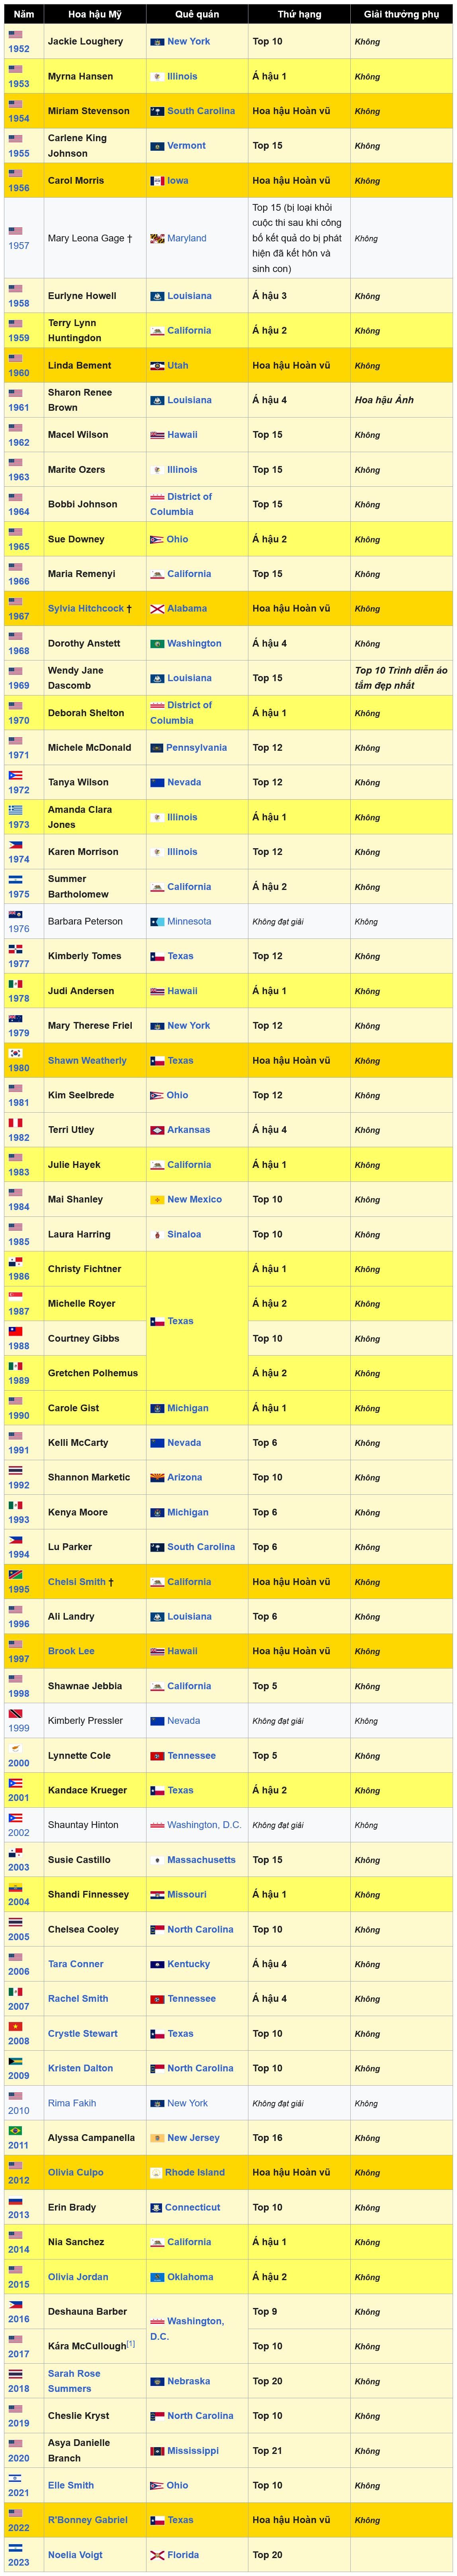 Năm Hoa hậu Mỹ Quê quán Thứ hạng Giải thưởng phụ
1952 Jackie Loughery New York Top 10 Không
1953 Myrna Hansen Illinois Á hậu 1 Không
1954 Miriam Stevenson South Carolina Hoa hậu Hoàn vũ Không
1955 Carlene King
Johnson Vermont Top 15 Không
1956 Carol Morris Iowa Hoa hậu Hoàn vũ Không
1957 Mary Leona Gage † Maryland Top 15 (bị loại khỏi
cuộc thi sau khi công
bố kết quả do bị phát
hiện đã kết hôn và
sinh con) Không
1958 Eurlyne Howell Louisiana Á hậu 3 Không
1959 Terry Lynn
Huntingdon California Á hậu 2 Không
1960 Linda Bement Utah Hoa hậu Hoàn vũ Không
1961 Sharon Renee
Brown Louisiana Á hậu 4 Hoa hậu Ảnh
1962 Macel Wilson Hawaii Top 15 Không
1963 Marite Ozers Illinois Top 15 Không
1964 Bobbi Johnson District of
Columbia Top 15 Không
1965 Sue Downey Ohio Á hậu 2 Không
1966 Maria Remenyi California Top 15 Không
1967 Sylvia Hitchcock † Alabama Hoa hậu Hoàn vũ Không
1968 Dorothy Anstett Washington Á hậu 4 Không
1969 Wendy Jane
Dascomb Louisiana Top 15 Top 10 Trình diễn áo
tắm đẹp nhất
1970 Deborah Shelton District of
Columbia Á hậu 1 Không
1971 Michele McDonald Pennsylvania Top 12 Không
1972 Tanya Wilson Nevada Top 12 Không
1973 Amanda Clara
Jones Illinois Á hậu 1 Không
1974 Karen Morrison Illinois Top 12 Không
1975 Summer
Bartholomew California Á hậu 2 Không
1976 Barbara Peterson Minnesota Không đạt giải Không
1977 Kimberly Tomes Texas Top 12 Không
1978 Judi Andersen Hawaii Á hậu 1 Không
1979 Mary Therese Friel New York Top 12 Không
1980 Shawn Weatherly Texas Hoa hậu Hoàn vũ Không
1981 Kim Seelbrede Ohio Top 12 Không
1982 Terri Utley Arkansas Á hậu 4 Không
1983 Julie Hayek California Á hậu 1 Không
1984 Mai Shanley New Mexico Top 10 Không
1985 Laura Harring Sinaloa Top 10 Không
1986 Christy Fichtner Á hậu 1 Không
1987 Michelle Royer Texas Á hậu 2 Không
1988 Courtney Gibbs Top 10 Không
1989 Gretchen Polhemus Á hậu 2 Không
1990 Carole Gist Michigan Á hậu 1 Không
1991 Kelli McCarty Nevada Top 6 Không
1992 Shannon Marketic Arizona Top 10 Không
1993 Kenya Moore Michigan Top 6 Không
1994 Lu Parker South Carolina Top 6 Không
1995 Chelsi Smith † California Hoa hậu Hoàn vũ Không
1996 Ali Landry Louisiana Top 6 Không
1997 Brook Lee Hawaii Hoa hậu Hoàn vũ Không
1998 Shawnae Jebbia California Top 5 Không
1999 Kimberly Pressler Nevada Không đạt giải Không
2000 Lynnette Cole Tennessee Top 5 Không
2001 Kandace Krueger Texas Á hậu 2 Không
2002 Shauntay Hinton Washington, D.C. Không đạt giải Không
2003 Susie Castillo Massachusetts Top 15 Không
2004 Shandi Finnessey Missouri Á hậu 1 Không
2005 Chelsea Cooley North Carolina Top 10 Không
2006 Tara Conner Kentucky Á hậu 4 Không
2007 Rachel Smith Tennessee Á hậu 4 Không
2008 Crystle Stewart Texas Top 10 Không
2009 Kristen Dalton North Carolina Top 10 Không
2010 Rima Fakih New York Không đạt giải Không
2011 Alyssa Campanella New Jersey Top 16 Không
2012 Olivia Culpo Rhode Island Hoa hậu Hoàn vũ Không
2013 Erin Brady Connecticut Top 10 Không
2014 Nia Sanchez California Á hậu 1 Không
2015 Olivia Jordan Oklahoma Á hậu 2 Không
2016 Deshauna Barber Washington,
D.C. Top 9 Không
2017 Kára McCullough[1] Top 10 Không
2018 Sarah Rose
Summers Nebraska Top 20 Không
2019 Cheslie Kryst North Carolina Top 10 Không
2020 Asya Danielle
Branch Mississippi Top 21 Không
2021 Elle Smith Ohio Top 10 Không
2022 R'Bonney Gabriel Texas Hoa hậu Hoàn vũ Không
2023 Noelia Voigt Florida Top 20